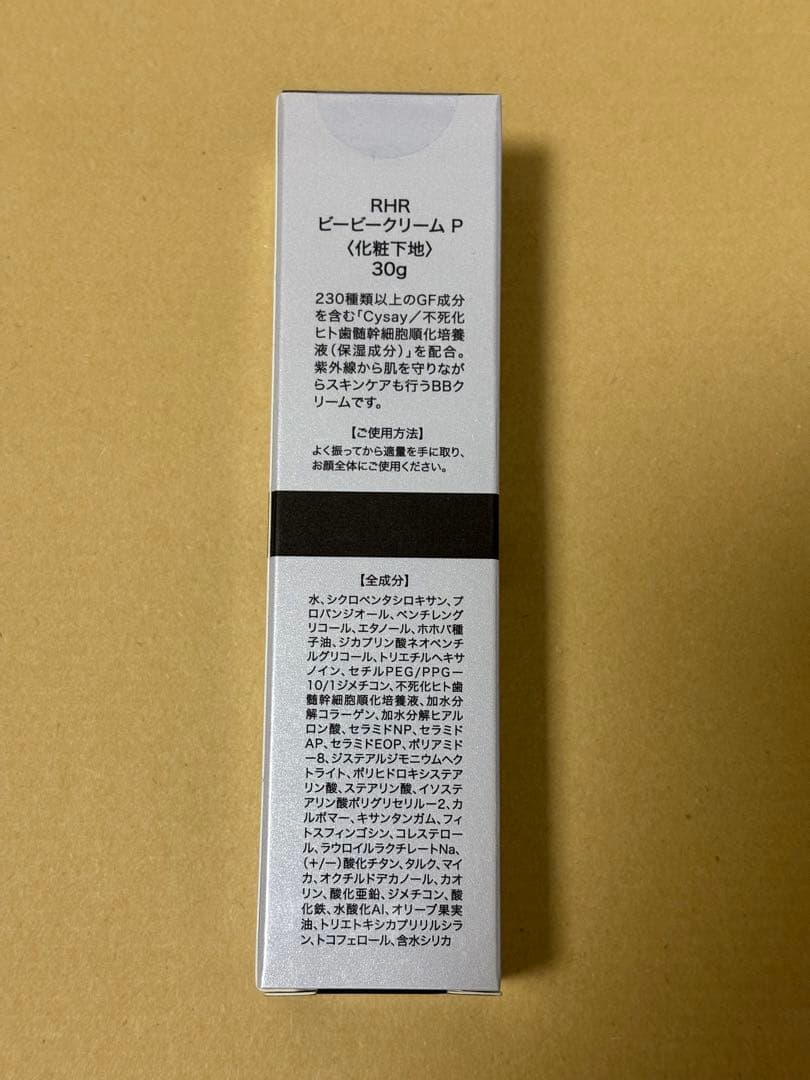 RHR
ビービークリーム P
〈化粧下地〉
30g
230種類以上のGF成分
を含む「Cysay／不死化
ヒト歯髄幹細胞順化培養
液（保湿成分）」を配合。
紫外線から肌を守りなが
らスキンケアも行うBBク
リームです。
【ご使用方法】
よく振ってから適量を手に取り、
お顔全体にご使用ください。
【全成分】
水、シクロペンタシロキサン、プ
ロパンジオール、ペンチレング
リコール、エタノール、ホホバ種
子油、ジカプリン酸ネオペンチ
ルグリコール、トリエチルヘキサ
ノイン、セチルPEG/PPG－
10/1ジメチコン、不死化ヒト歯
髄幹細胞順化培養液、加水分
解コラーゲン、加水分解ヒアル
ロン酸、セラミドNP、セラミド
AP、セラミドEOP、ポリアミド
－8、ジステアルジモニウムヘクト
ライト、ポリヒドロキシステア
リン酸、ステアリン酸、イソステ
アリン酸ポリグリセリル－2、カ
ルボマー、キサンタンガム、フィ
トスフィンゴシン、コレステロー
ル、ラウロイルラクチレートNa、
(＋/－)酸化チタン、タルク、マイ
カ、オクチルドデカノール、カオ
リン、酸化亜鉛、ジメチコン、酸
化鉄、水酸化Al、オリーブ果実
油、トリエトキシカプリリルシラ
ン、トコフェロール、含水シリカ